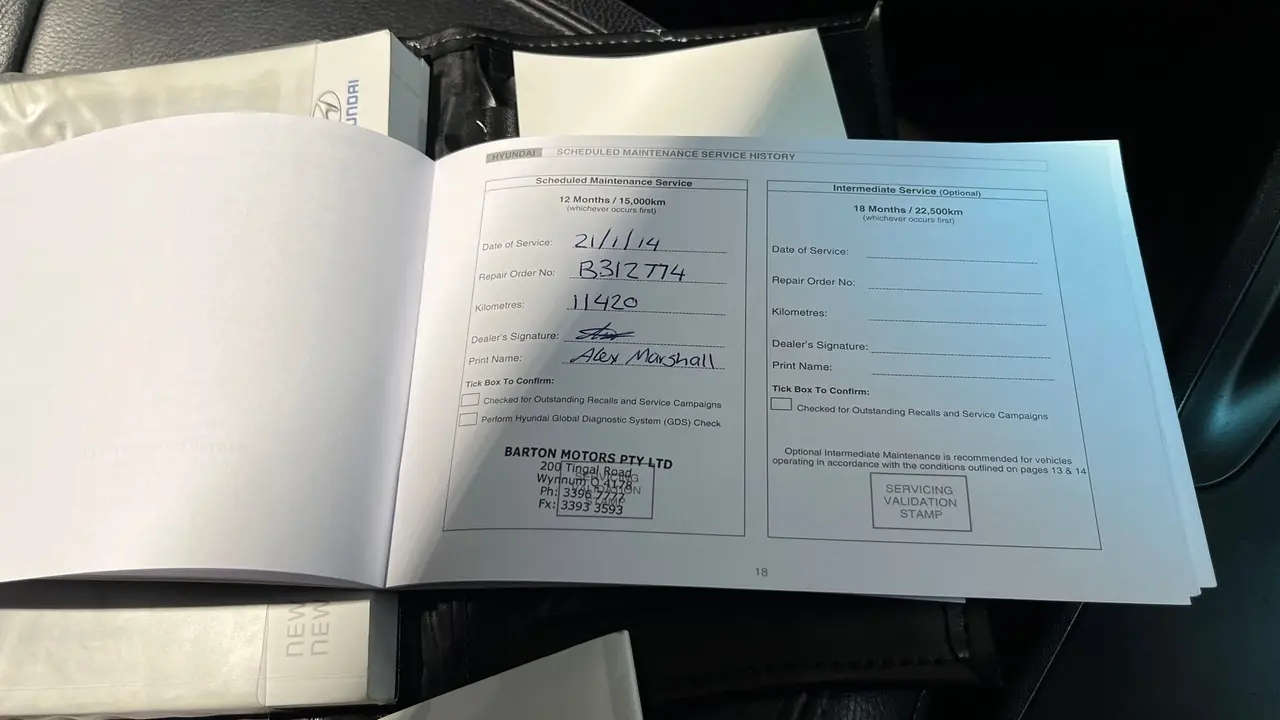 HYUNDAI
HYUNDAI SCHEDULED MAINTENANCE SERVICE HISTORY
Scheduled Maintenance Service
12 Months / 15,000km
(whichever occurs first)
Date of Service: 21/1/14
Repair Order No: B312774
Kilometres: 11420
Dealer's Signature:
Print Name: Alex Marshall
Tick Box To Confirm:
Checked for Outstanding Recalls and Service Campaigns
Perform Hyundai Global Diagnostic System (GDS) Check
BARTON MOTORS PTY LTD
200 Tingal Road
Wynnum Q 4178
Ph: 3396 7777
Fx: 3393 3593
SERVICING
VALIDATION
STAMP
Intermediate Service (Optional)
18 Months / 22,500km
(whichever occurs first)
Date of Service:
Repair Order No:
Kilometres:
Dealer's Signature:
Print Name:
Tick Box To Confirm:
Checked for Outstanding Recalls and Service Campaigns
Optional Intermediate Maintenance is recommended for vehicles
operating in accordance with the conditions outlined on pages 13 & 14
SERVICING
VALIDATION
STAMP
18
NEW
NEW